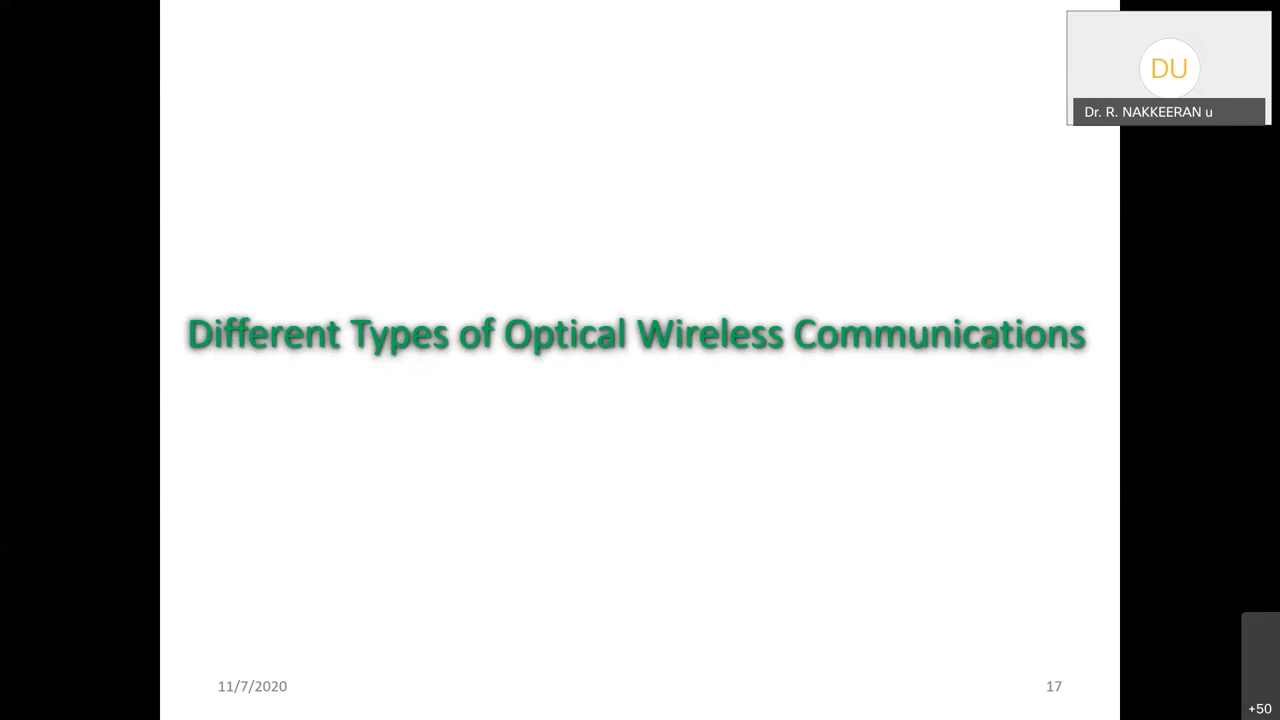 DU
Dr. R. NAKKEERAN u
Different Types of Optical Wireless Communications
11/7/2020
17
+50